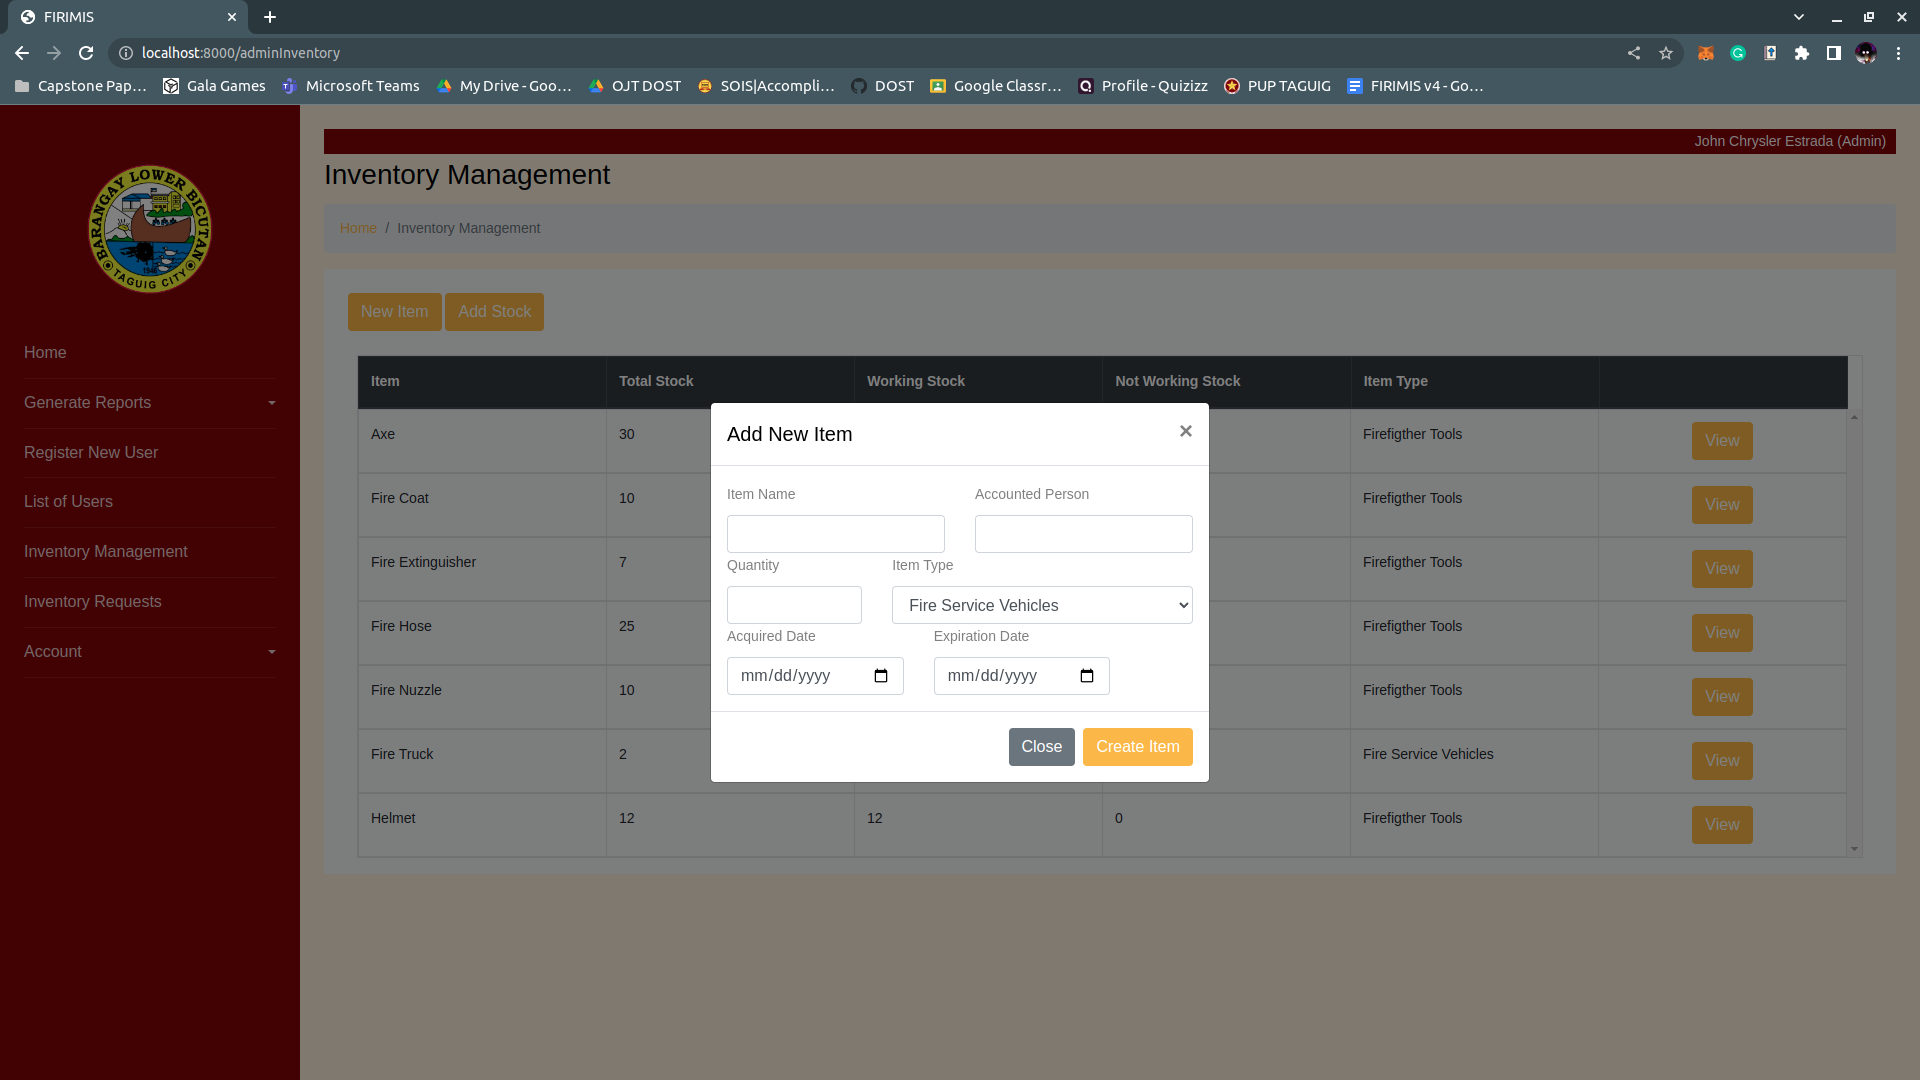 FIRIMIS
localhost:8000/adminInventory
Capstone Pap...
Gala Games
Microsoft Teams
My Drive - Goo...
OJT DOST
SOIS|Accompli...
DOST
Google Classr...
Profile - Quizizz
PUP TAGUIG
FIRIMIS v4 - Go...
BARANGAY LOWER BICUTAN
1946
TAGUIG CITY
Home
Generate Reports
Register New User
List of Users
Inventory Management
Inventory Requests
Account
John Chrysler Estrada (Admin)
Inventory Management
Home / Inventory Management
New Item Add Stock
Item Total Stock Working Stock Not Working Stock Item Type
Axe 30 Firefigther Tools View
Fire Coat 10 Firefigther Tools View
Fire Extinguisher 7 Firefigther Tools View
Fire Hose 25 Firefigther Tools View
Fire Nuzzle 10 Firefigther Tools View
Fire Truck 2 Fire Service Vehicles View
Helmet 12 12 0 Firefigther Tools View
Add New Item ×
Item Name Accounted Person
Quantity Item Type
Fire Service Vehicles
Acquired Date Expiration Date
mm/dd/yyyy mm/dd/yyyy
Close Create Item